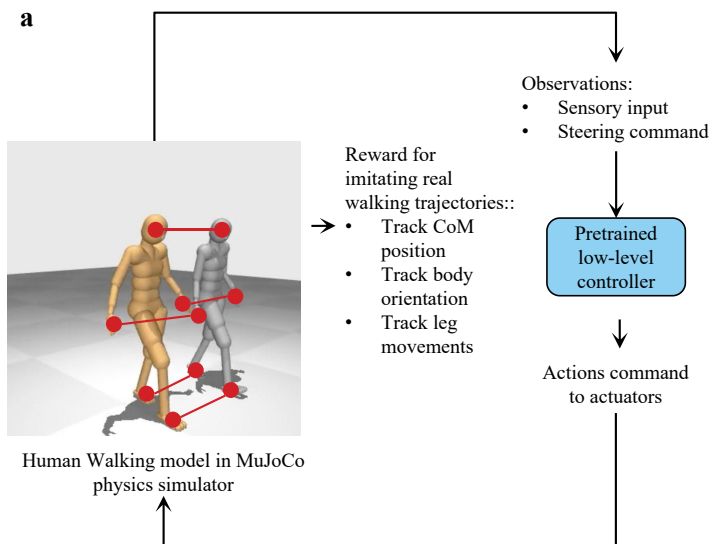 a
Observations:
• Sensory input
• Steering command
Reward for
imitating real
walking trajectories::
• Track CoM
position
• Track body
orientation
• Track leg
movements
Pretrained
low-level
controller
Actions command
to actuators
Human Walking model in MuJoCo
physics simulator